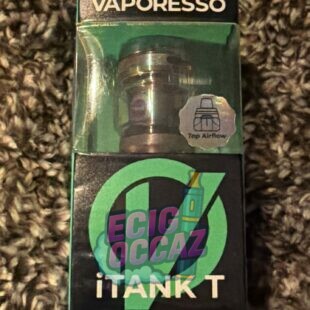 VAPORESSO
Top Airflow
ECIG
OCCAZ
iTANK T